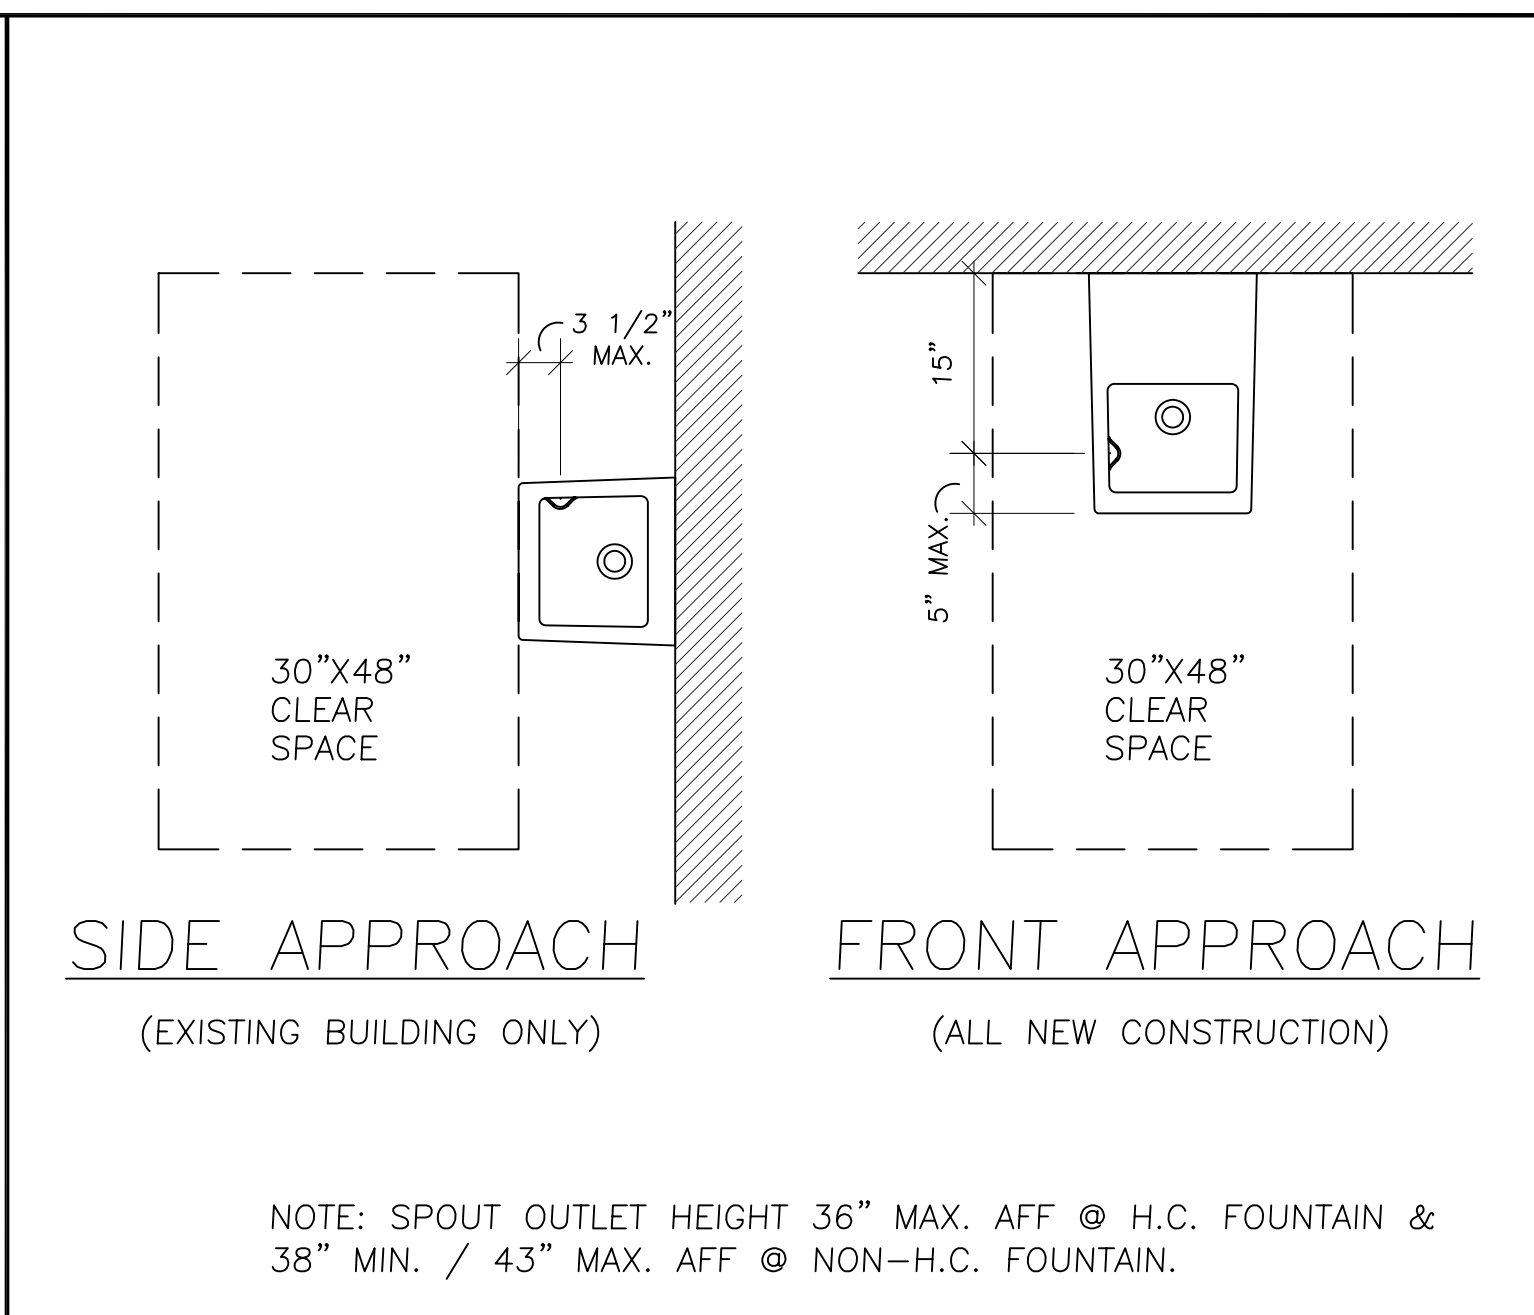 3 1/2”
MAX.
30”X48”
CLEAR
SPACE
SIDE APPROACH
(EXISTING BUILDING ONLY)
15”
5” MAX.
30”X48”
CLEAR
SPACE
FRONT APPROACH
(ALL NEW CONSTRUCTION)
NOTE: SPOUT OUTLET HEIGHT 36” MAX. AFF @ H.C. FOUNTAIN &
38” MIN. / 43” MAX. AFF @ NON–H.C. FOUNTAIN.